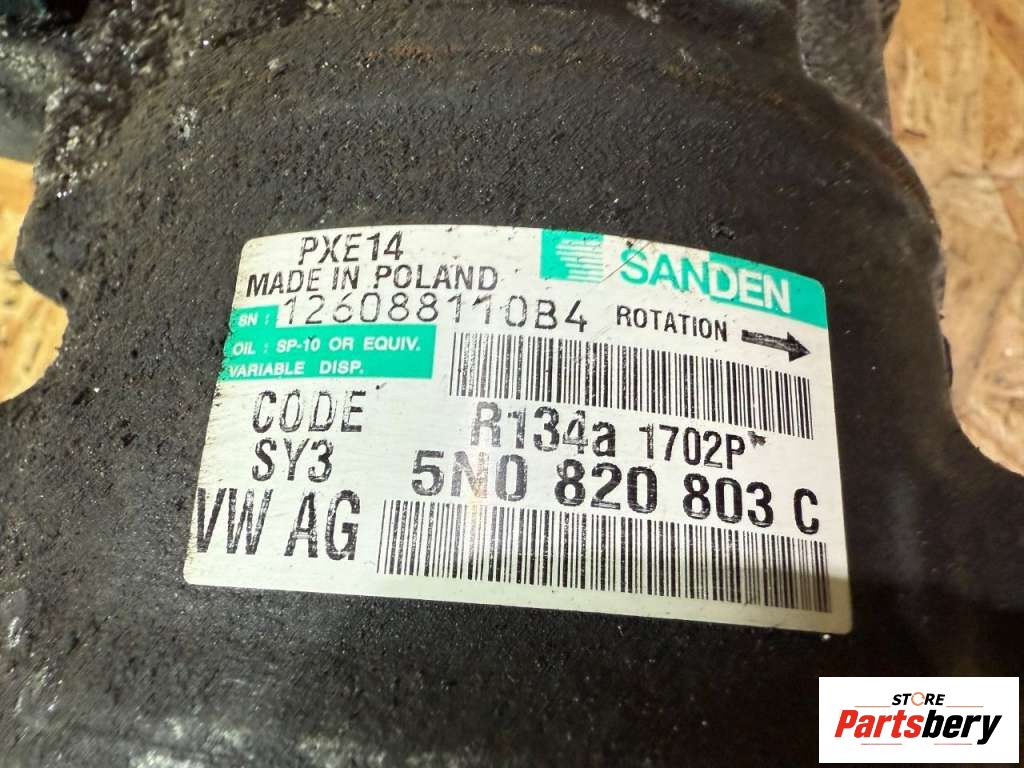 PXE14
SANDEN
MADE IN POLAND
SN : 126088110B4
ROTATION
OIL : SP-10 OR EQUIV.
VARIABLE DISP.
CODE
R134a 1702P
SY3
5N0 820 803 C
VW AG
STORE
Partsbery